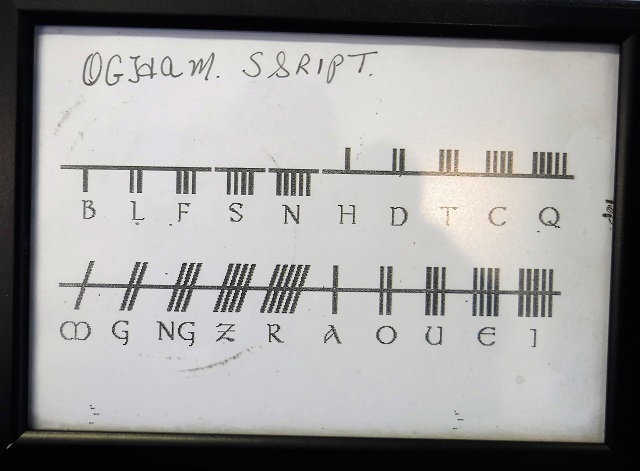 OGHAM. SSRIPT.
B L F S N H D T C Q
M G NG Z R A O U E I